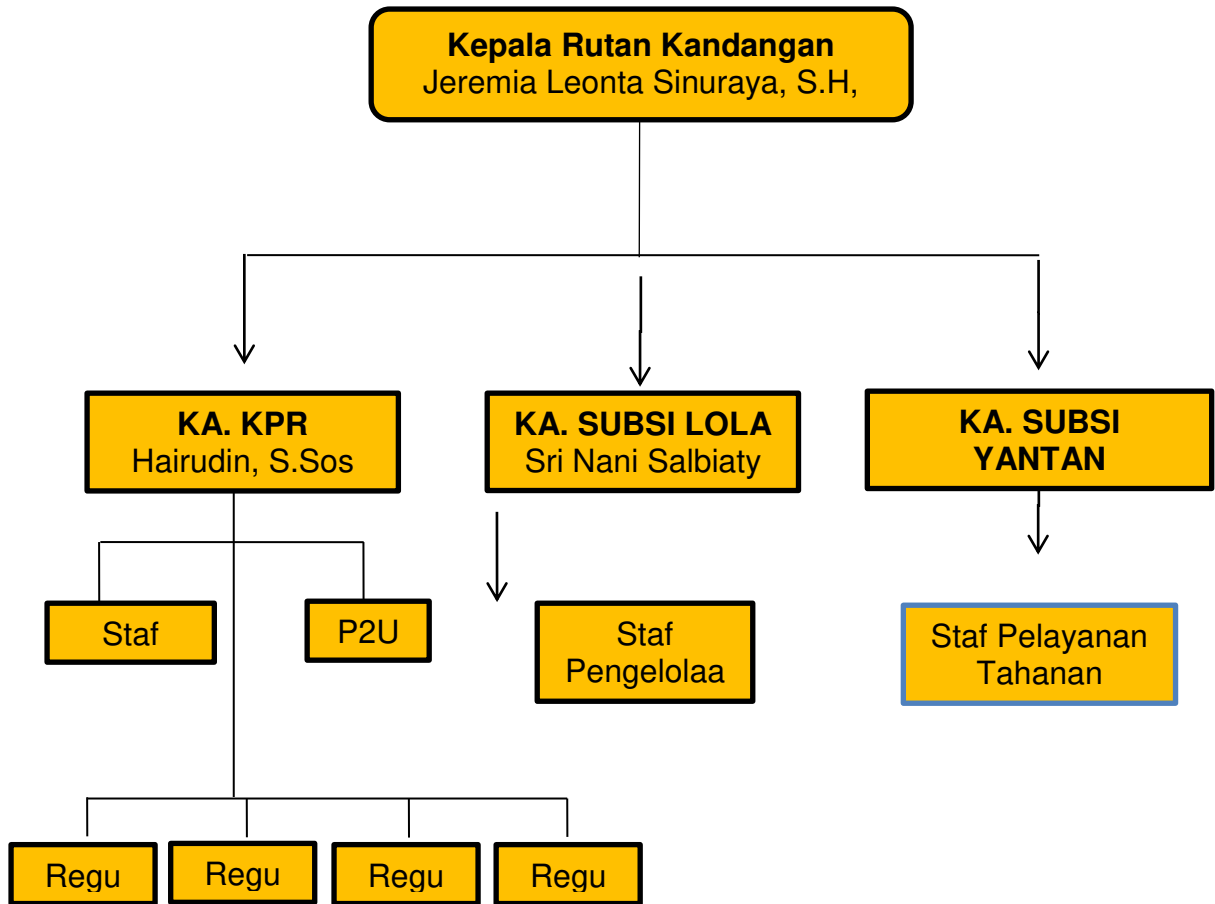 Kepala Rutan Kandangan
Jeremia Leonta Sinuraya, S.H,
KA. KPR
Hairudin, S.Sos
KA. SUBSI LOLA
Sri Nani Salbiaty
KA. SUBSI
YANTAN
Staf
P2U
Staf
Pengelolaa
Staf Pelayanan
Tahanan
Regu
Regu
Regu
Regu